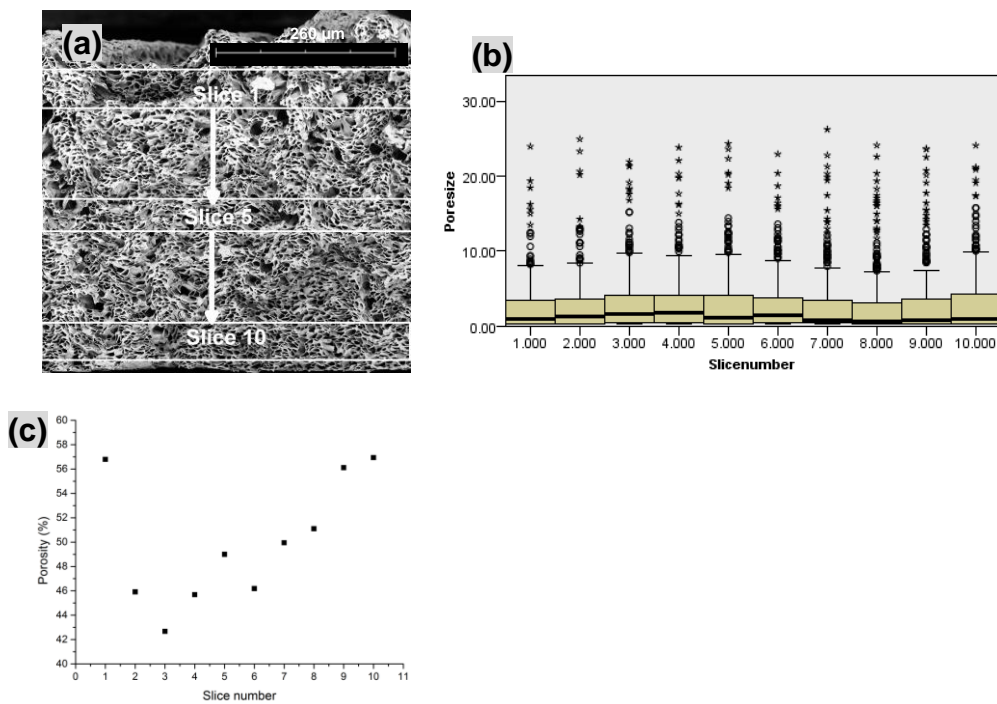 (a)
260 µm
Slice 1
Slice 5
Slice 10
(b)
Poresize
30.00
20.00
10.00
0.00
1.000 2.000 3.000 4.000 5.000 6.000 7.000 8.000 9.000 10.000
Slicenumber
(c)
Porosity (%)
60
58
56
54
52
50
48
46
44
42
40
0 1 2 3 4 5 6 7 8 9 10 11
Slice number